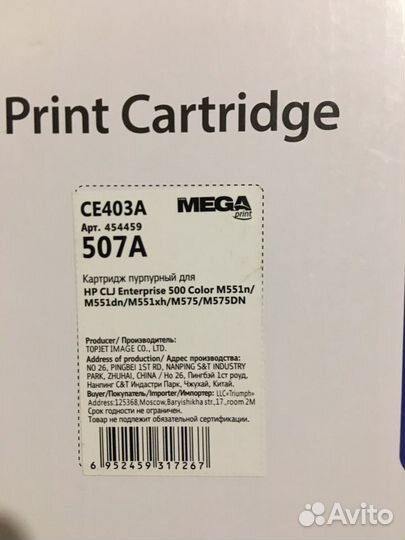 Print Cartridge
CE403A
MEGA
print
Арт. 454459
507A
Картридж пурпурный для
HP CLJ Enterprise 500 Color M551n/
M551dn/M551xh/M575/M575DN
Producer/ Производитель:
TOPJET IMAGE CO., LTD.
Address of production/ Адрес производства:
NO 26, PINGBEI 1ST RD, NANPING S&T INDUSTRY
PARK, ZHUHAI, CHINA / Но 26, Пингбэй 1ст роуд,
Нанпинг С&Т Индастри Парк, Чжухай, Китай.
Buyer/Покупатель/Importer/Импортер: LLC«Triumph»
Address:125368,Moscow,Baryishikha str.,17.,room 2M
Срок годности не ограничен.
Товар не подлежит обязательной сертификации.
6 952459 317267
Avito